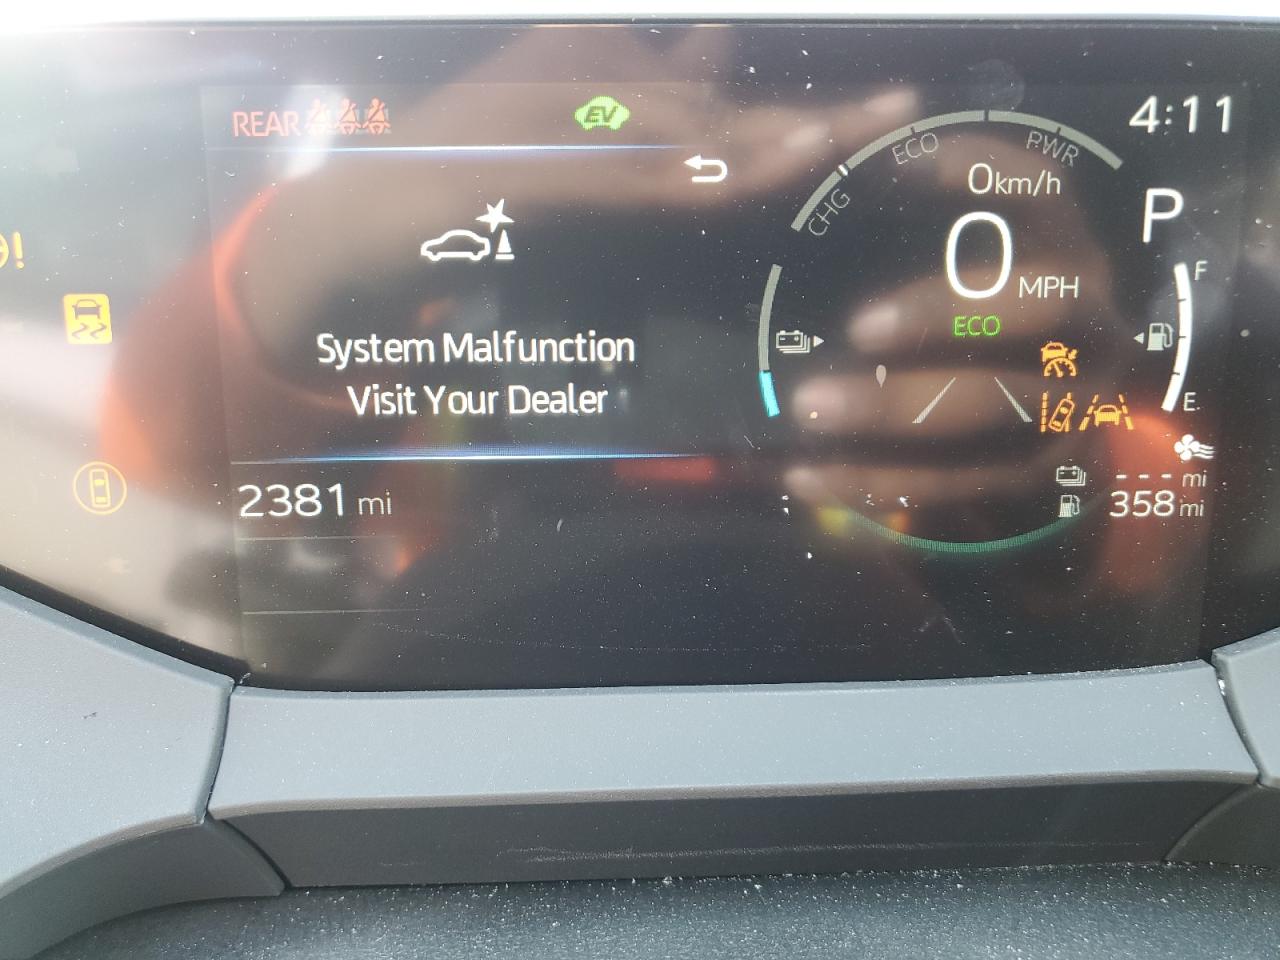 REAR
EV
4:11
ECO
PWR
CHG
0km/h
P
0 MPH
F
ECO
System Malfunction
Visit Your Dealer
E
!
2381 mi
--- mi
358 mi